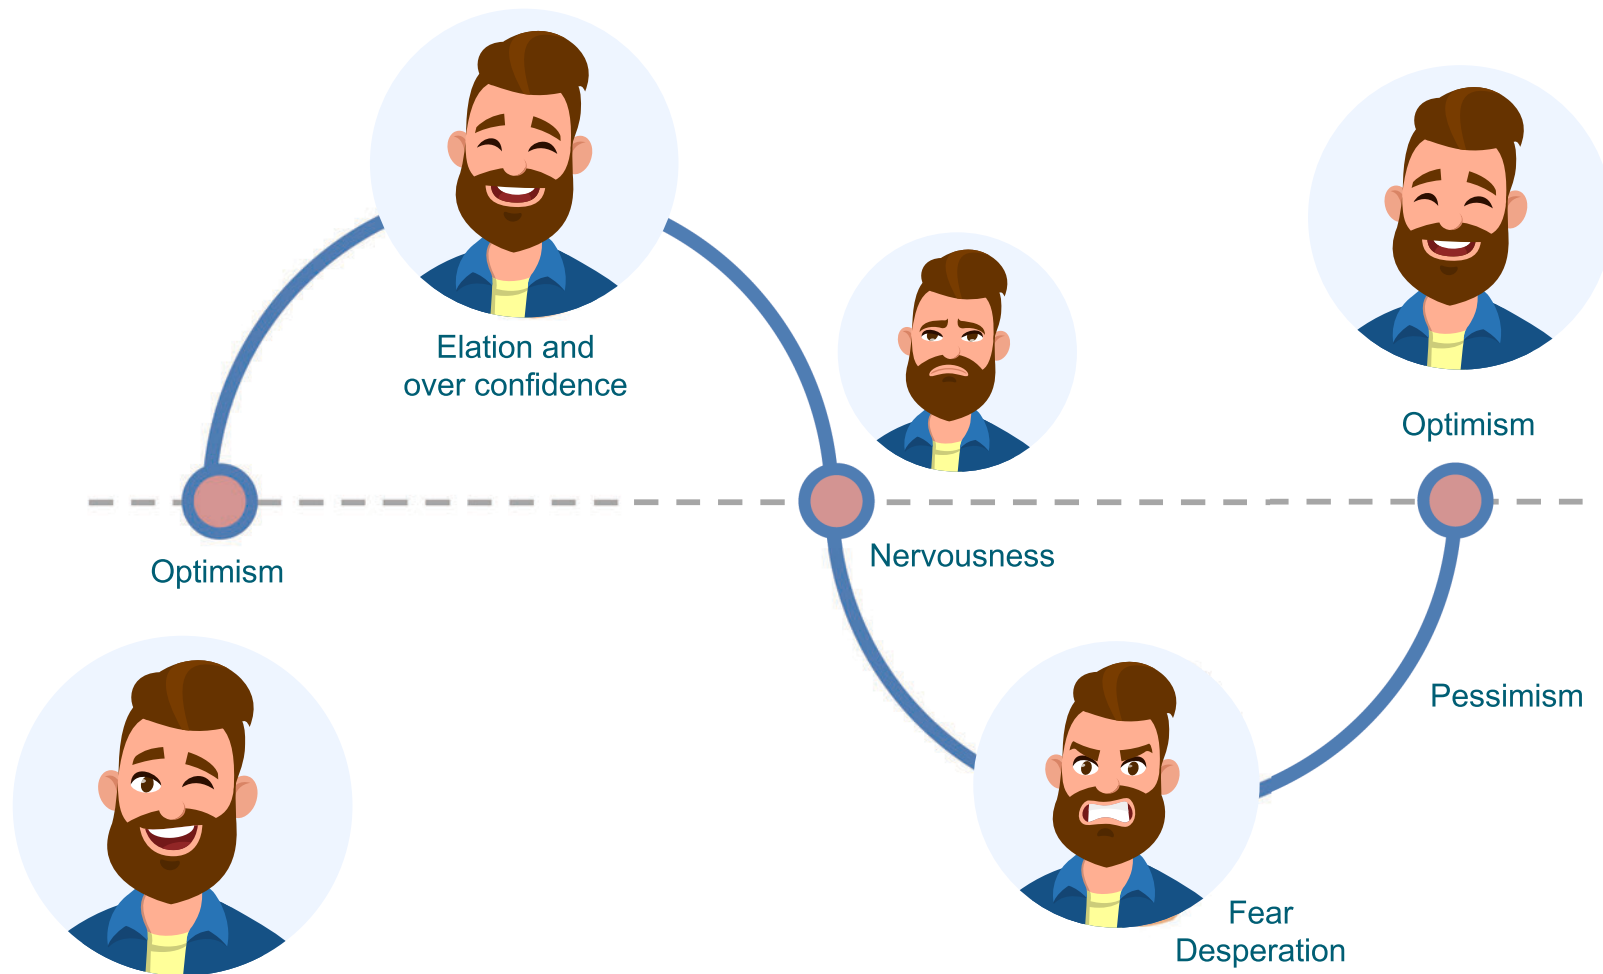 Elation and
over confidence
Optimism
Optimism
Nervousness
Pessimism
Fear
Desperation